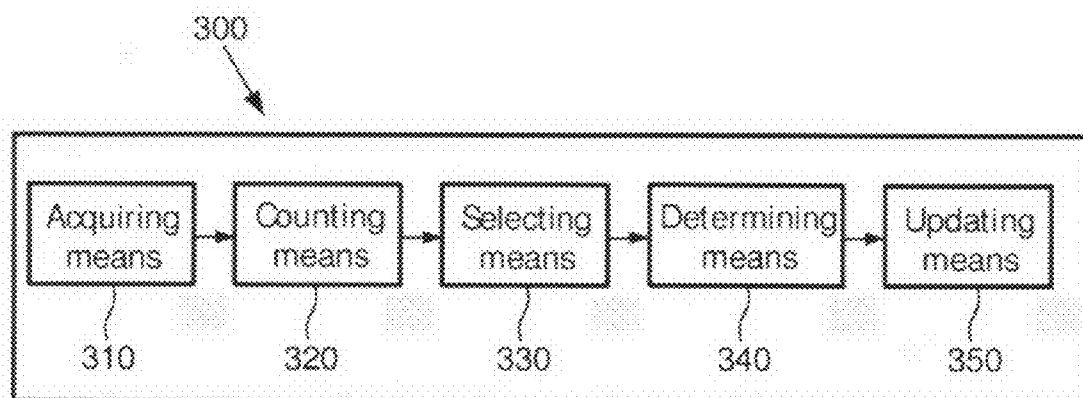 300
Acquiring means
Counting means
Selecting means
Determining means
Updating means
310
320
330
340
350